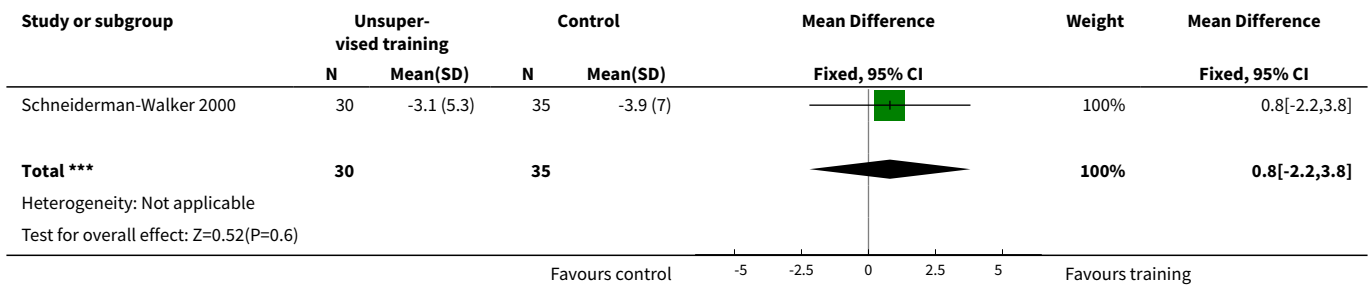 Study or subgroup Unsuper- Control Mean Difference Weight Mean Difference
vised training
N Mean(SD) N Mean(SD) Fixed, 95% CI Fixed, 95% CI
Schneiderman-Walker 2000 30 -3.1 (5.3) 35 -3.9 (7) 100% 0.8[-2.2,3.8]
Total *** 30 35 100% 0.8[-2.2,3.8]
Heterogeneity: Not applicable
Test for overall effect: Z=0.52(P=0.6)
Favours control -5 -2.5 0 2.5 5 Favours training